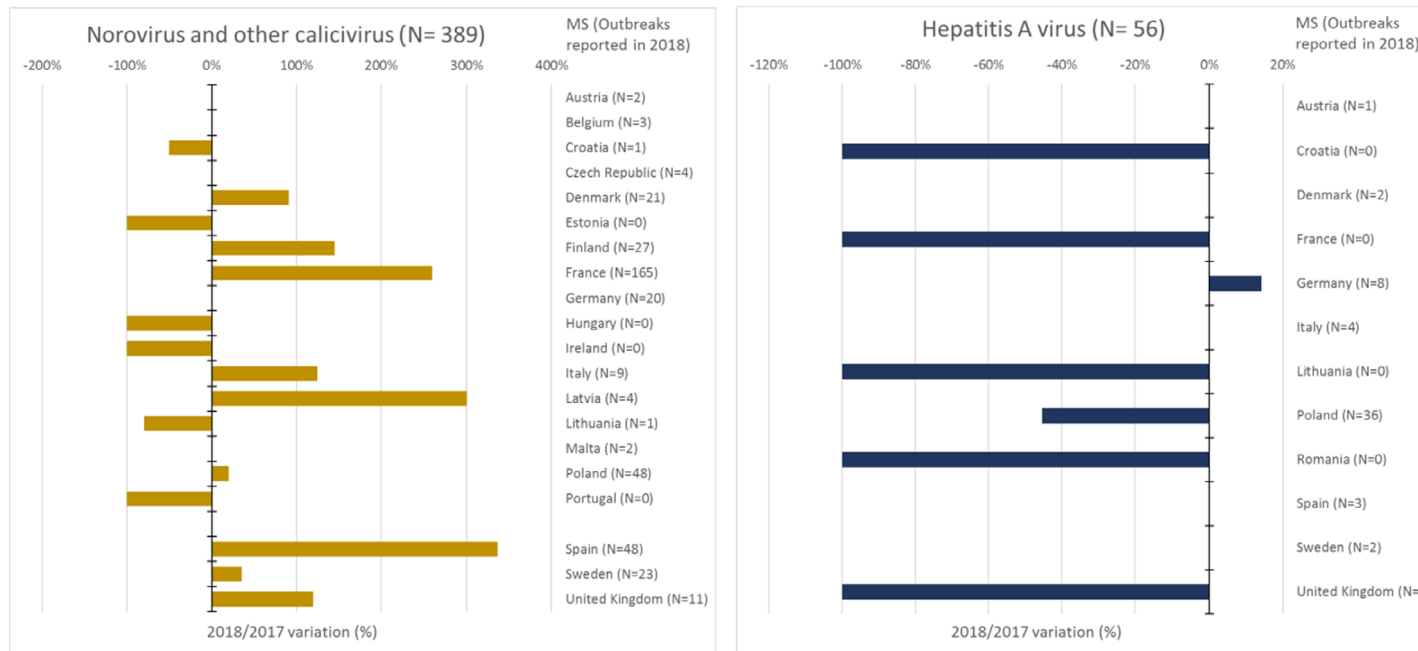 Norovirus and other calicivirus (N= 389)
MS (Outbreaks
reported in 2018)
-200% -100% 0% 100% 200% 300% 400%
Austria (N=2)
Belgium (N=3)
Croatia (N=1)
Czech Republic (N=4)
Denmark (N=21)
Estonia (N=0)
Finland (N=27)
France (N=165)
Germany (N=20)
Hungary (N=0)
Ireland (N=0)
Italy (N=9)
Latvia (N=4)
Lithuania (N=1)
Malta (N=2)
Poland (N=48)
Portugal (N=0)
Spain (N=48)
Sweden (N=23)
United Kingdom (N=11)
2018/2017 variation (%)
Hepatitis A virus (N= 56)
MS (Outbreaks
reported in 2018)
-120% -100% -80% -60% -40% -20% 0% 20%
Austria (N=1)
Croatia (N=0)
Denmark (N=2)
France (N=0)
Germany (N=8)
Italy (N=4)
Lithuania (N=0)
Poland (N=36)
Romania (N=0)
Spain (N=3)
Sweden (N=2)
United Kingdom (N=
2018/2017 variation (%)